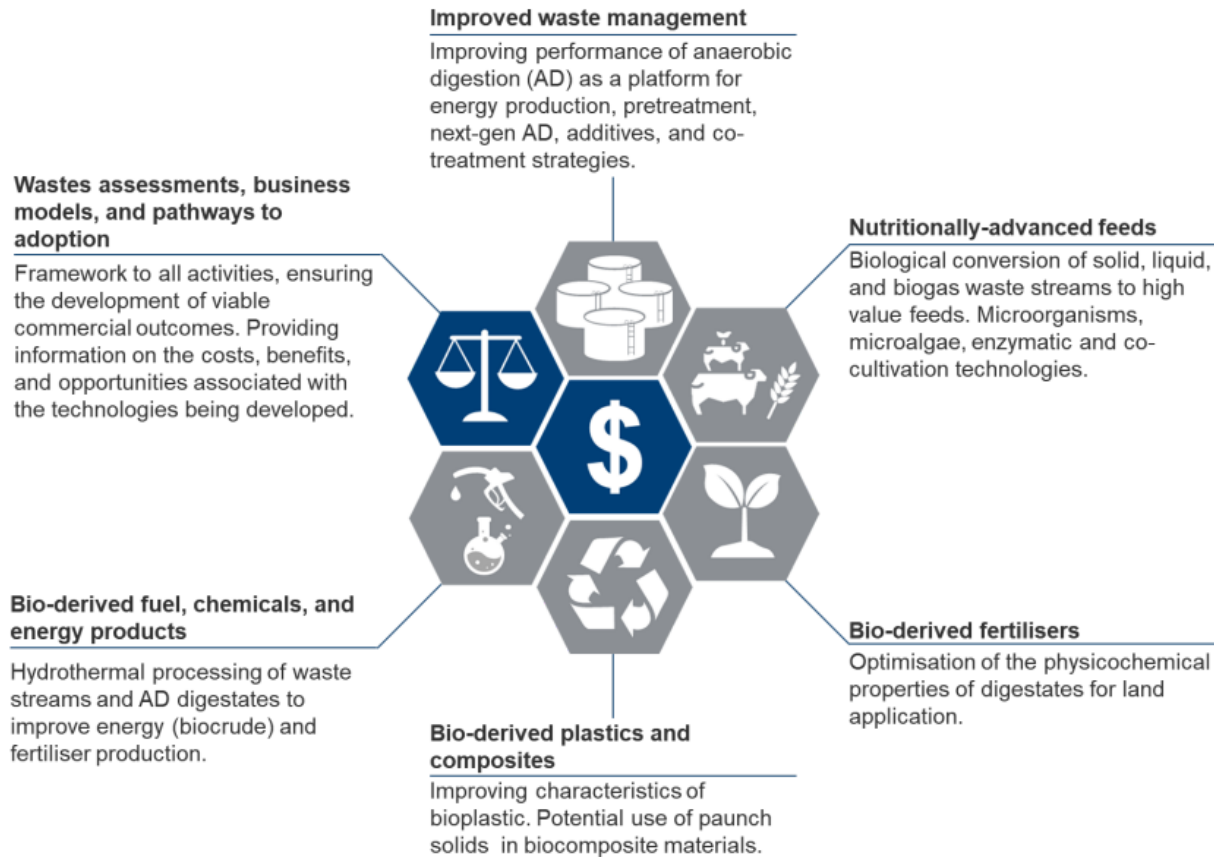 Improved waste management
Improving performance of anaerobic
digestion (AD) as a platform for
energy production, pretreatment,
next-gen AD, additives, and co-
treatment strategies.
Wastes assessments, business
models, and pathways to
adoption
Framework to all activities, ensuring
the development of viable
commercial outcomes. Providing
information on the costs, benefits,
and opportunities associated with
the technologies being developed.
Nutritionally-advanced feeds
Biological conversion of solid, liquid,
and biogas waste streams to high
value feeds. Microorganisms,
microalgae, enzymatic and co-
cultivation technologies.
$
Bio-derived fuel, chemicals, and
energy products
Hydrothermal processing of waste
streams and AD digestates to
improve energy (biocrude) and
fertiliser production.
Bio-derived plastics and
composites
Improving characteristics of
bioplastic. Potential use of paunch
solids in biocomposite materials.
Bio-derived fertilisers
Optimisation of the physicochemical
properties of digestates for land
application.